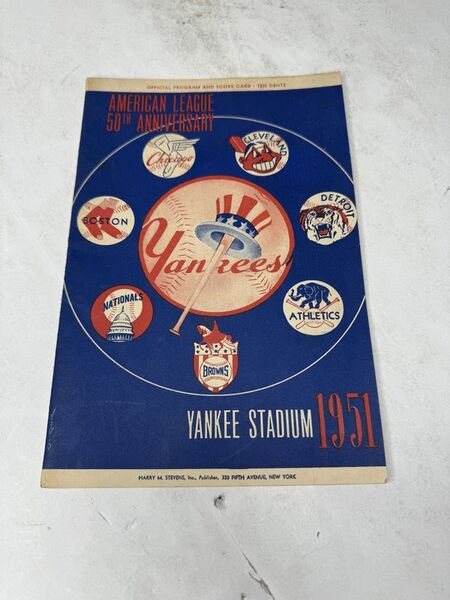 OFFICIAL PROGRAM AND SCORE CARD · TEN CENTS
AMERICAN LEAGUE
50TH ANNIVERSARY
Chicago
CLEVELAND
BOSTON
DETROIT
Yankees
NATIONALS
ATHLETICS
BROWNS
YANKEE STADIUM 1951
HARRY M. STEVENS, Inc., Publisher, 320 FIFTH AVENUE, NEW YORK